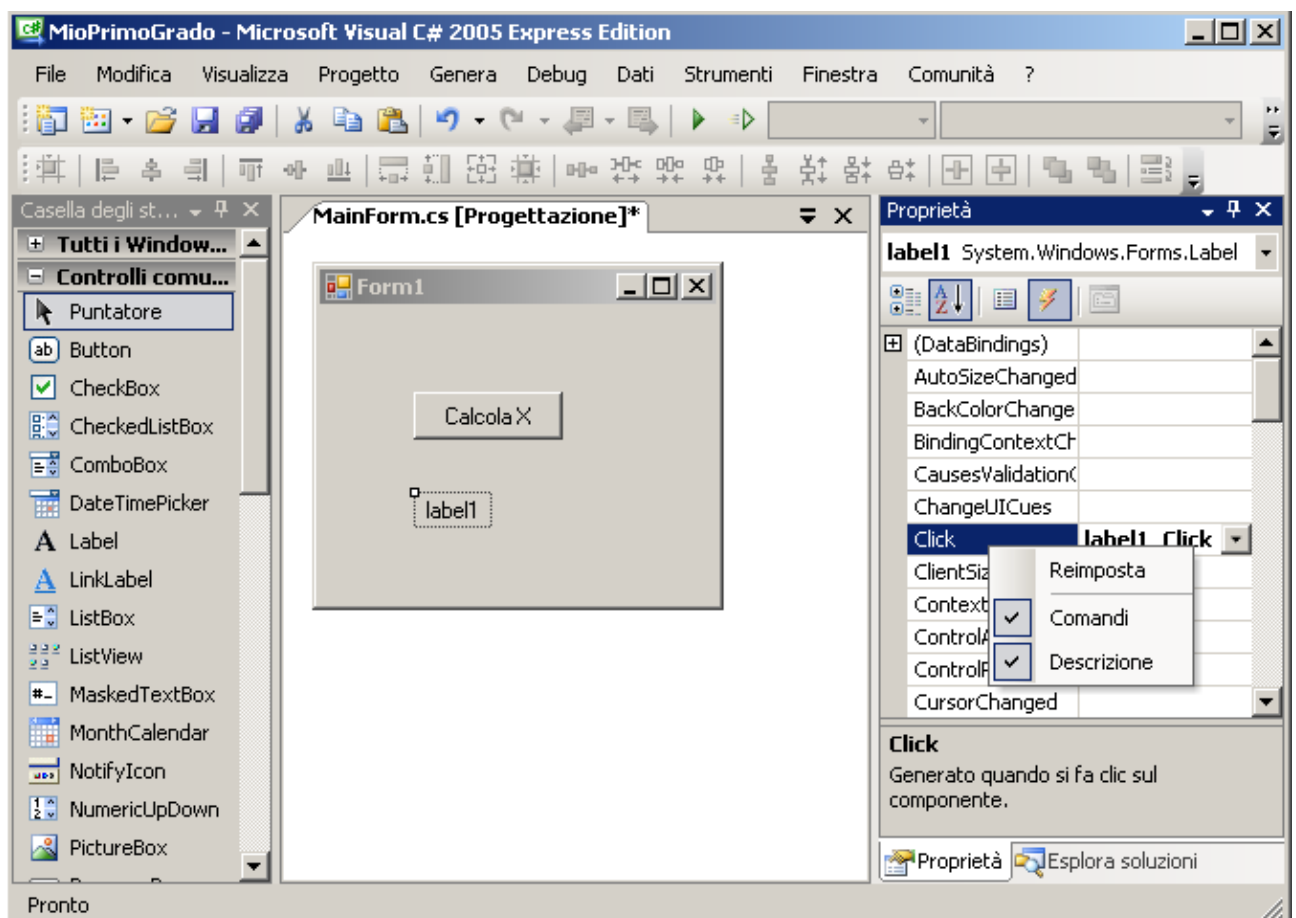 MioPrimoGrado - Microsoft Visual C# 2005 Express Edition
File Modifica Visualizza Progetto Genera Debug Dati Strumenti Finestra Comunità ?
Casella degli st...
Tutti i Window...
Controlli comu...
Puntatore
Button
CheckBox
CheckedListBox
ComboBox
DateTimePicker
Label
LinkLabel
ListBox
ListView
MaskedTextBox
MonthCalendar
NotifyIcon
NumericUpDown
PictureBox
MainForm.cs [Progettazione]*
Form1
Calcola X
label1
Proprietà
label1 System.Windows.Forms.Label
(DataBindings)
AutoSizeChanged
BackColorChange
BindingContextCh
CausesValidation(
ChangeUICues
Click label1_Click
ClientSiz
Context
ControlA
ControlR
CursorChanged
Reimposta
Comandi
Descrizione
Click
Generato quando si fa clic sul
componente.
Proprietà Esplora soluzioni
Pronto